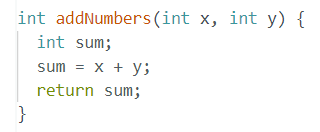 int addNumbers(int x, int y) {
  int sum;
  sum = x + y;
  return sum;
}